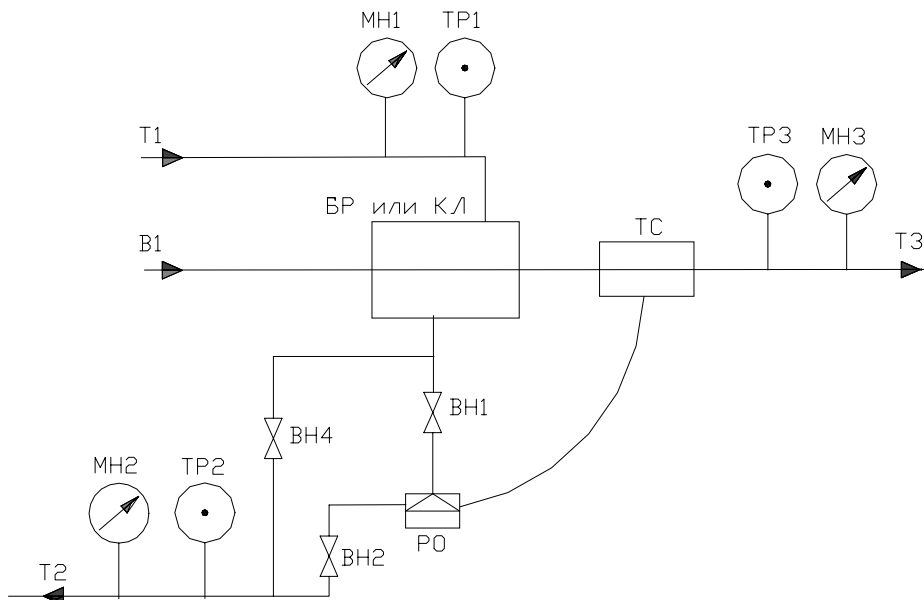 МН1
ТР1
Т1
ТР3
МН3
БР или КЛ
ТС
В1
Т3
ВН1
ВН4
МН2
ТР2
РО
ВН2
Т2